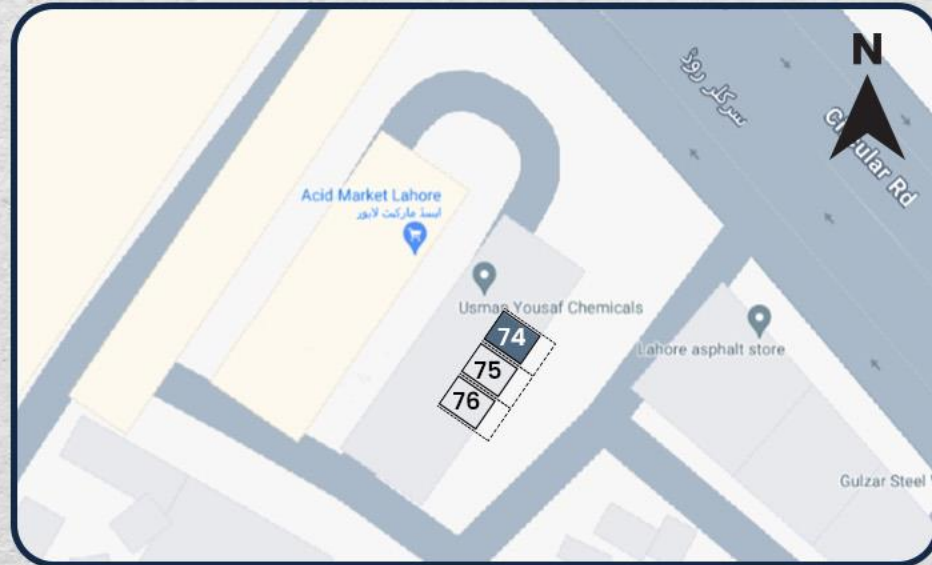 N
سرکلر روڈ
Circular Rd
Acid Market Lahore
ایسڈ مارکیٹ لاہور
Usman Yousaf Chemicals
74
Lahore asphalt store
75
76
Gulzar Steel